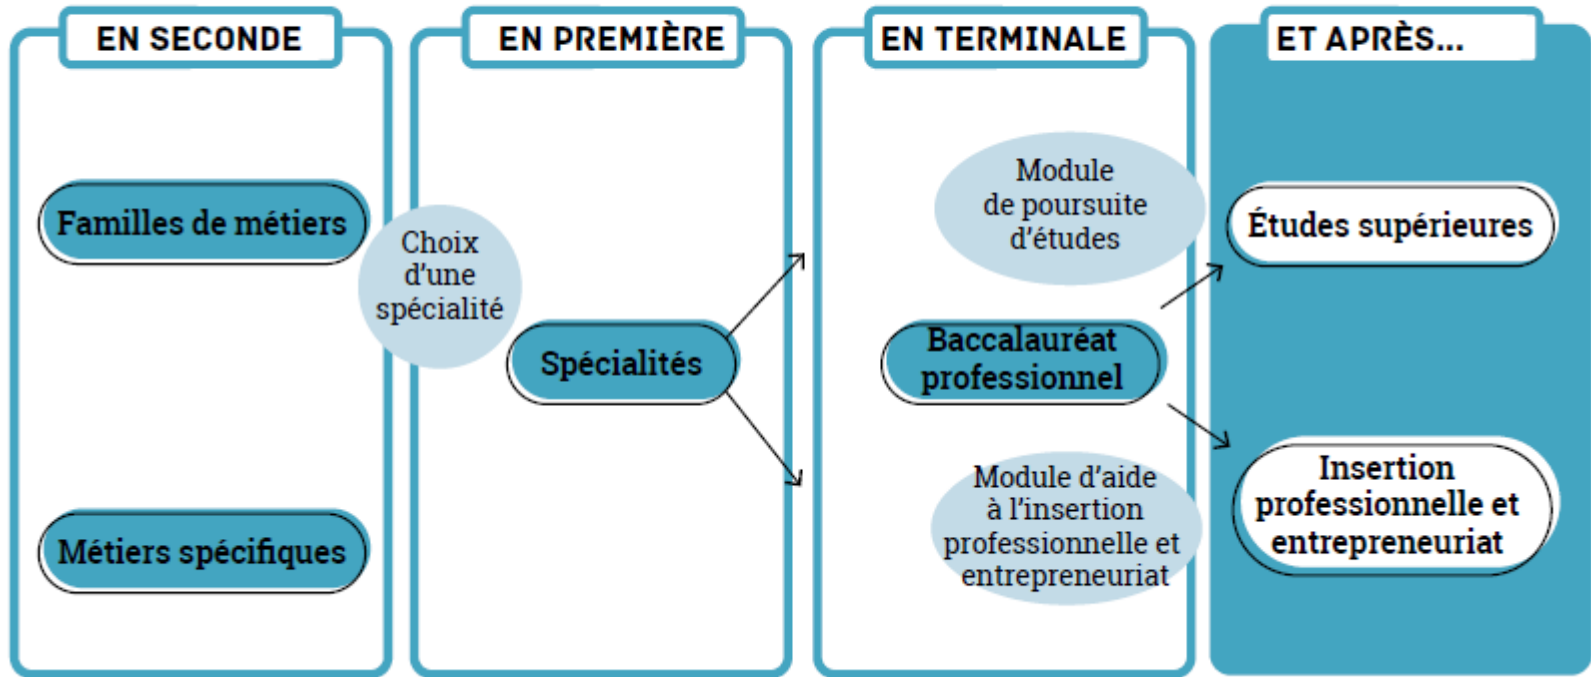 EN SECONDE
Familles de métiers
Métiers spécifiques
Choix
d'une
spécialité
EN PREMIÈRE
Spécialités
EN TERMINALE
Module
de poursuite
d'études
Baccalauréat
professionnel
Module d'aide
à l'insertion
professionnelle et
entrepreneuriat
ET APRÈS...
Études supérieures
Insertion
professionnelle et
entrepreneuriat